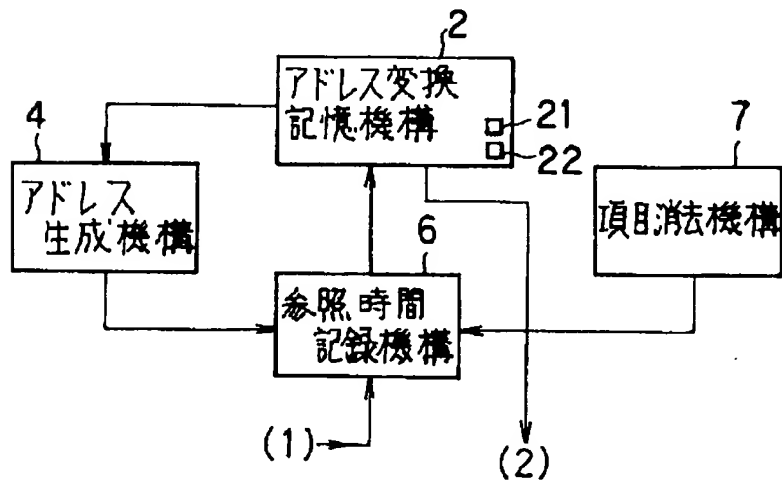 2
アドレス変換
記憶機構
21
22
4
アドレス
生成機構
7
項目消去機構
6
参照時間
記録機構
(1)
(2)